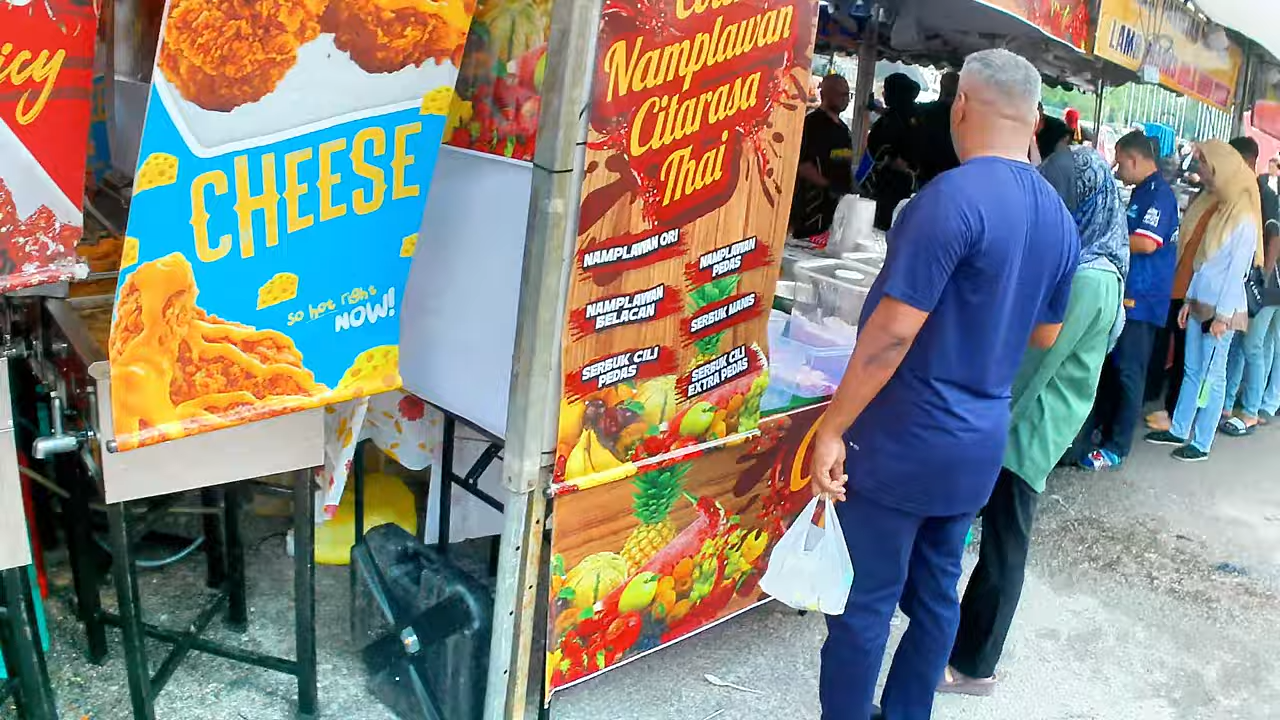 icy
CHEESE
so hot right
NOW!
Namplawan
Citarasa
Thai
NAMPLAWAN ORI
NAMPLAWAN
PEDAS
NAMPLAWAN
BELACAN
SERBUK MANIS
SERBUK CILI
PEDAS
SERBUK CILI
EXTRA PEDAS